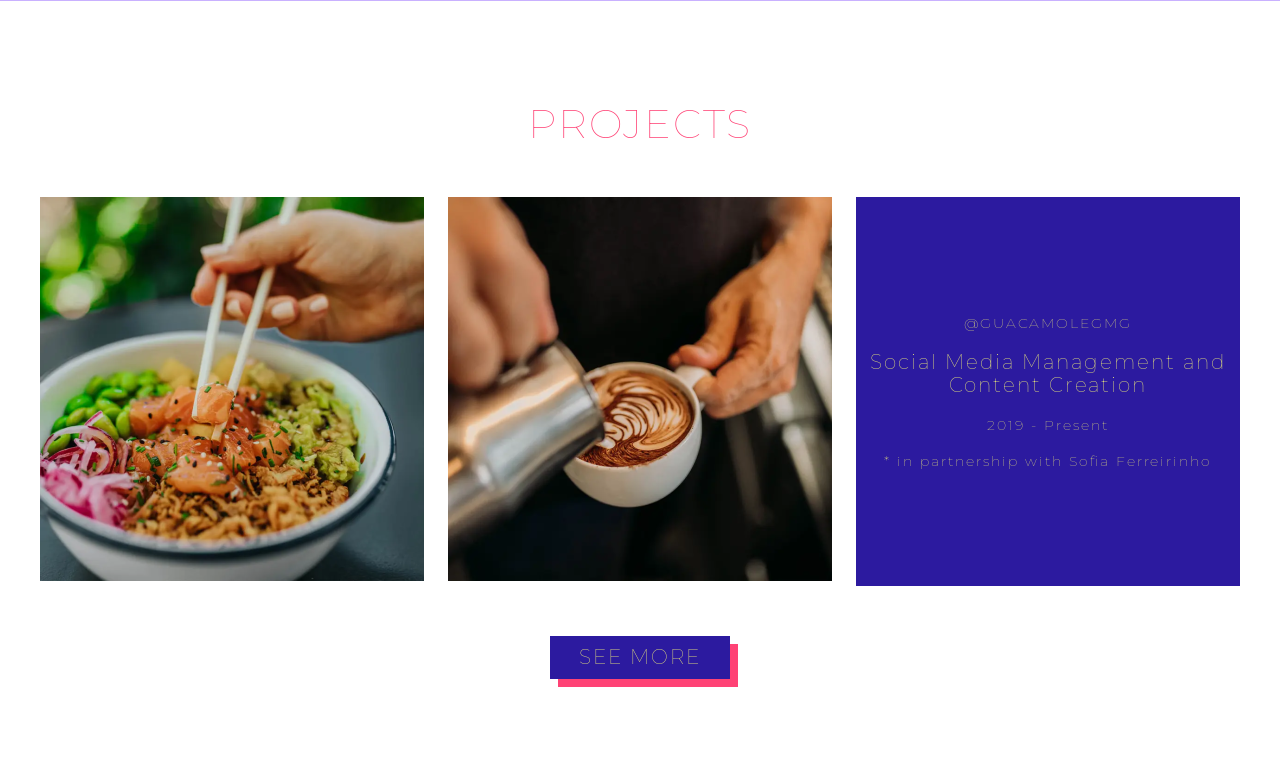 PROJECTS
@GUACAMOLEGMG
Social Media Management and
Content Creation
2019 - Present
* in partnership with Sofia Ferreirinho
SEE MORE